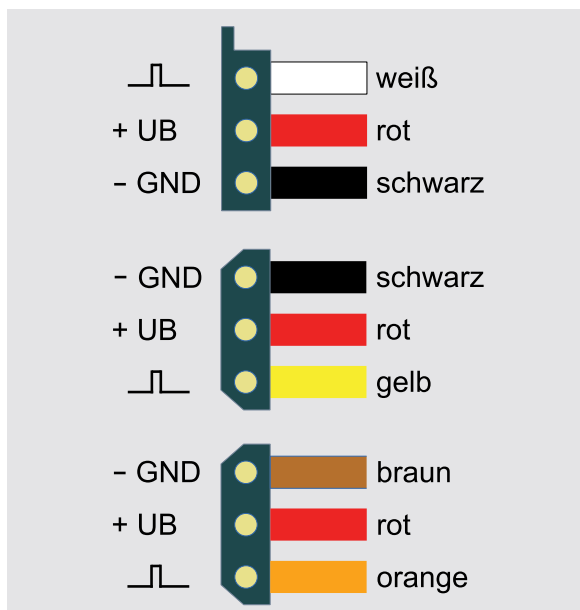 weiß
+ UB rot
– GND schwarz
– GND schwarz
+ UB rot
gelb
– GND braun
+ UB rot
orange